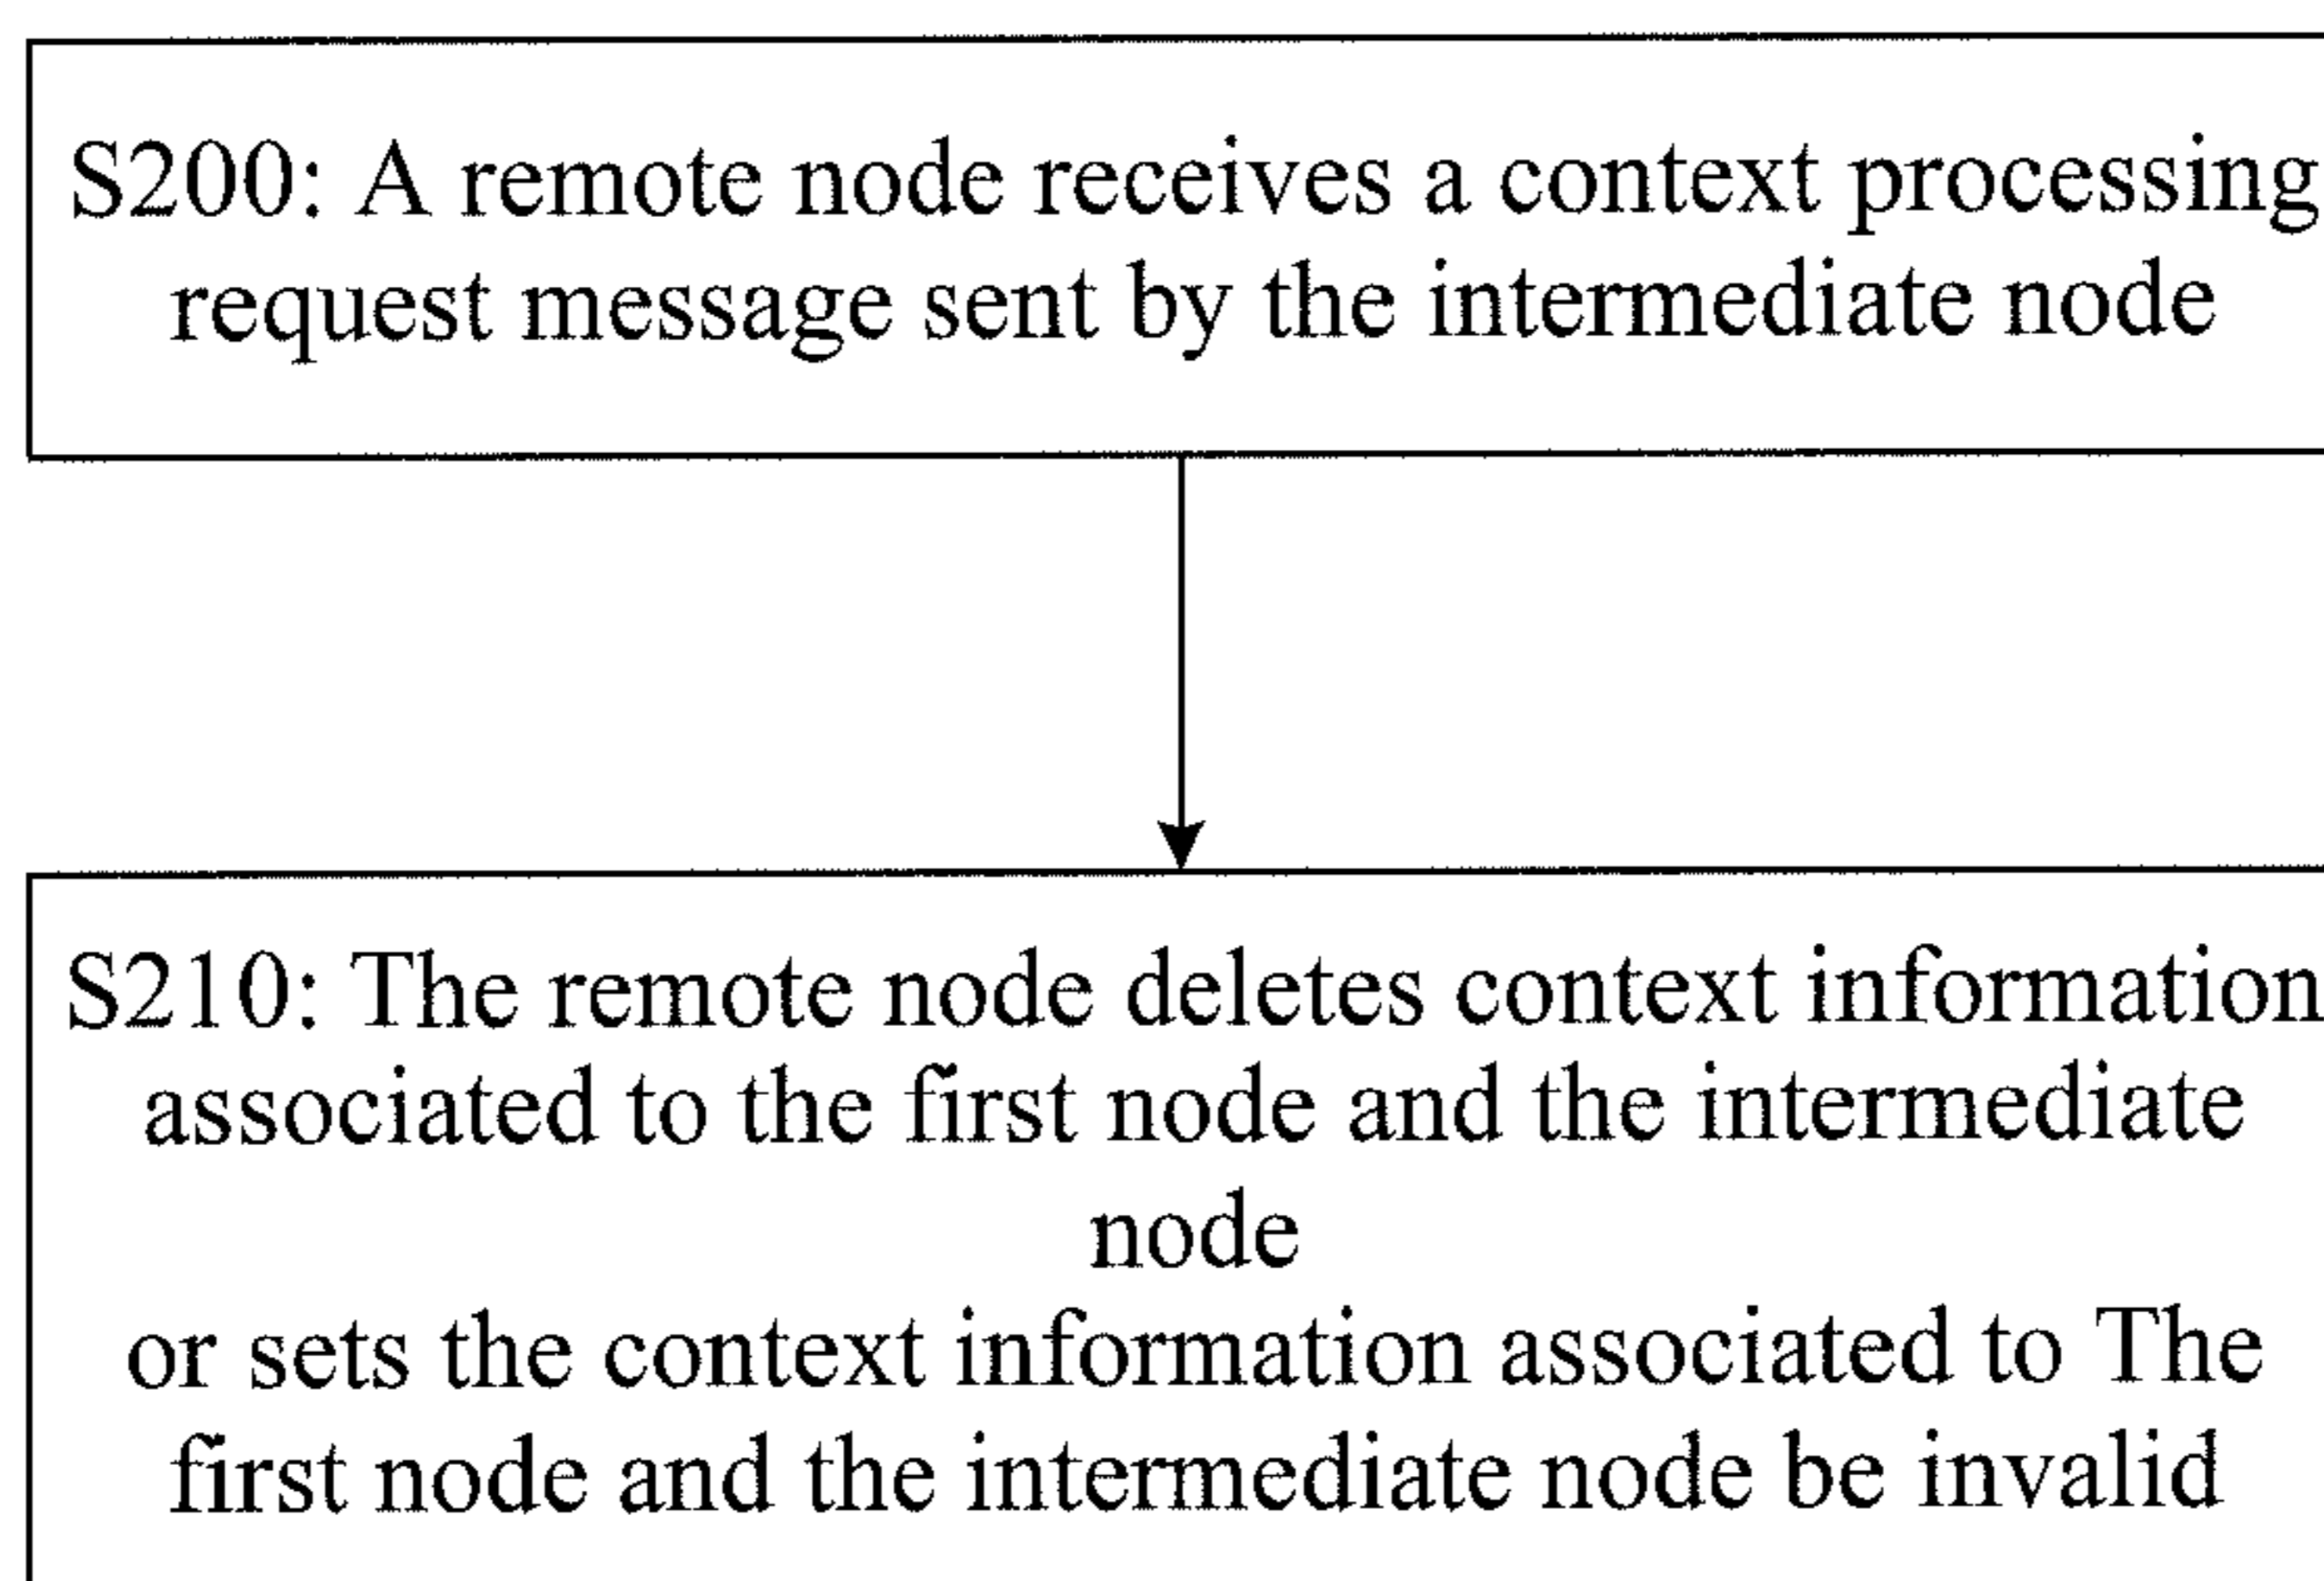 S200: A remote node receives a context processing
request message sent by the intermediate node
S210: The remote node deletes context information
associated to the first node and the intermediate
node
or sets the context information associated to The
first node and the intermediate node be invalid